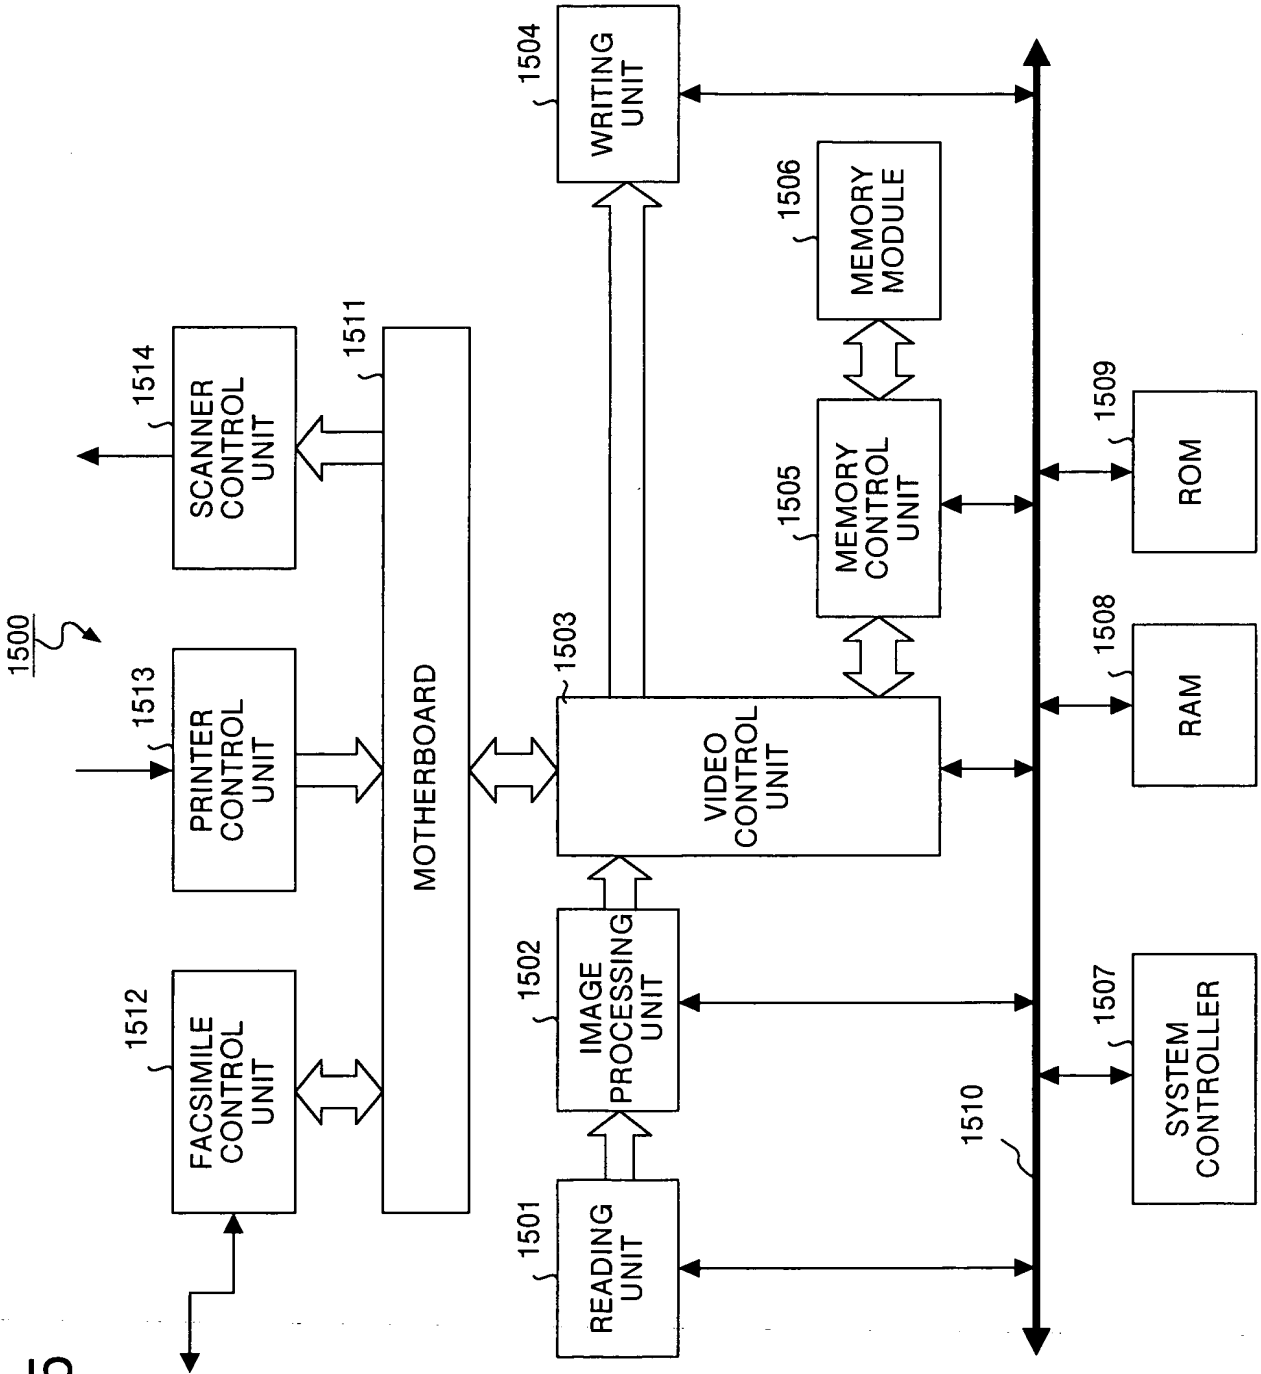 5
1500
1512
1513
1514
FACSIMILE
CONTROL
UNIT
PRINTER
CONTROL
UNIT
SCANNER
CONTROL
UNIT
1511
MOTHERBOARD
1501
1502
1503
1504
READING
UNIT
IMAGE
PROCESSING
UNIT
VIDEO
CONTROL
UNIT
WRITING
UNIT
1505
1506
MEMORY
CONTROL
UNIT
MEMORY
MODULE
1510
1507
1508
1509
SYSTEM
CONTROLLER
RAM
ROM